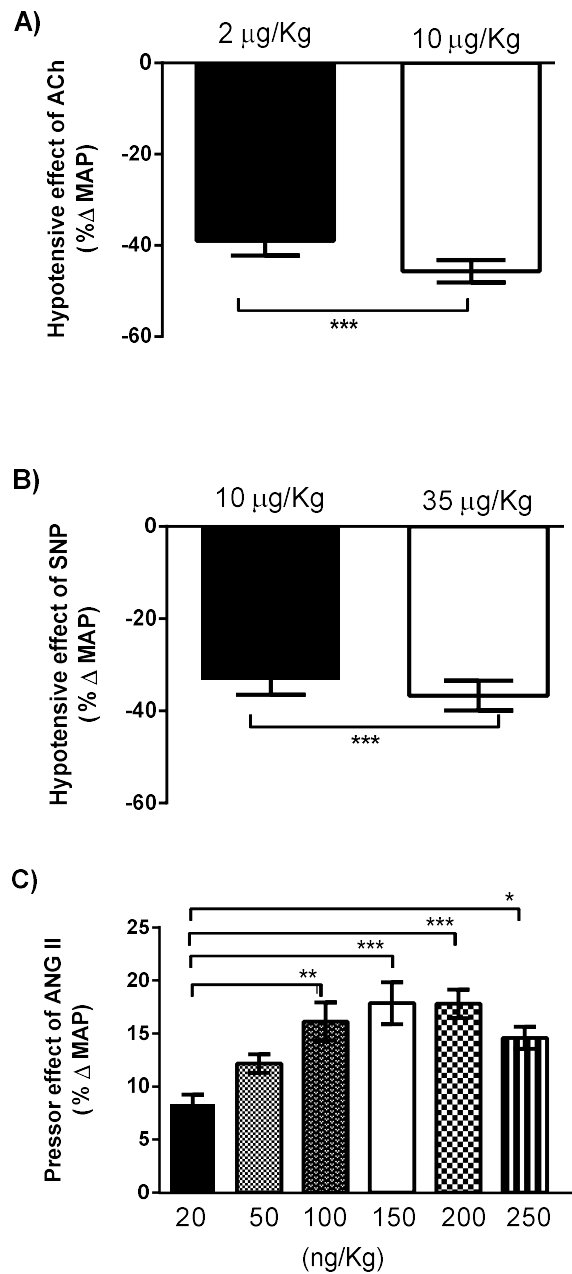 A)
2 μg/Kg 10 μg/Kg
Hypotensive effect of ACh
(%Δ MAP)
0
-20
-40
-60
***
B)
10 μg/Kg 35 μg/Kg
Hypotensive effect of SNP
( % Δ MAP)
0
-20
-40
-60
***
C)
Pressor effect of ANG II
( % Δ MAP)
25
20
15
10
5
0
*
***
***
**
20 50 100 150 200 250
(ng/Kg)